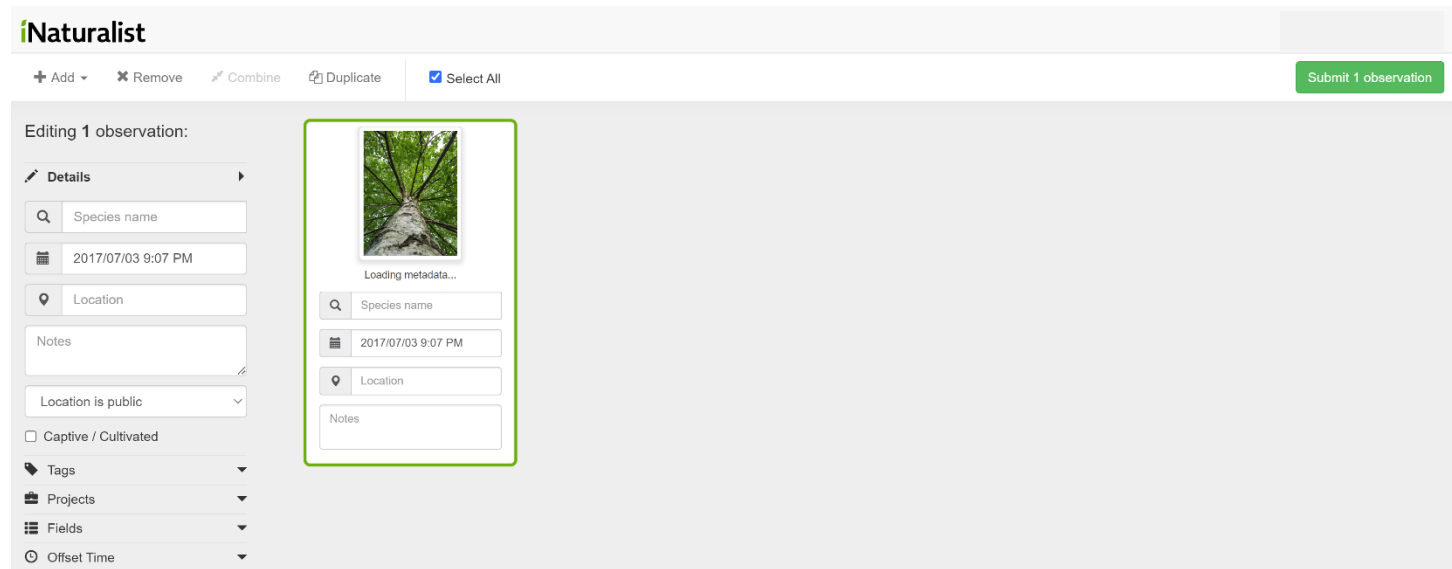 iNaturalist
Add Remove Combine Duplicate Select All Submit 1 observation
Editing 1 observation:
Details
Species name
2017/07/03 9:07 PM
Location
Notes
Location is public
Captive / Cultivated
Tags
Projects
Fields
Offset Time
Loading metadata...
Species name
2017/07/03 9:07 PM
Location
Notes